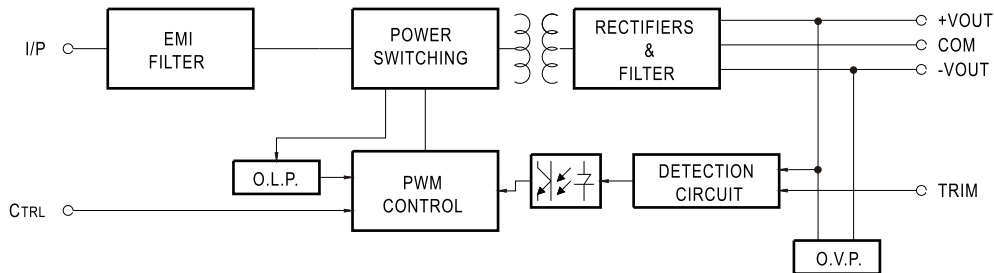 I/P
EMI
FILTER
POWER
SWITCHING
RECTIFIERS
&
FILTER
+VOUT
COM
-VOUT
O.L.P.
PWM
CONTROL
DETECTION
CIRCUIT
TRIM
CTRL
O.V.P.